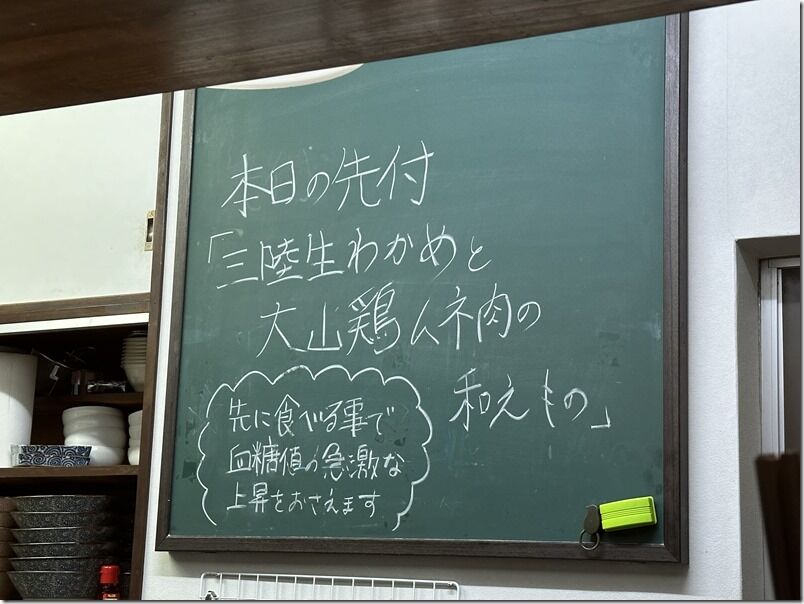 本日の先付
「三陸生わかめと
大山鶏ムネ肉の
和えもの」
先に食べる事で
血糖値の急激な
上昇をおさえます